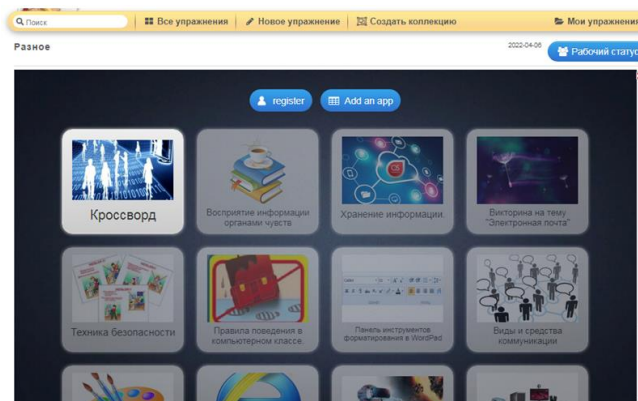 Поиск
Все упражнения
Новое упражнение
Создать коллекцию
Мои упражнения
Разное
2022-04-06
Рабочий статус
register
Add an app
Кроссворд
Восприятие информации
органами чувств
Хранение информации.
Викторина на тему
"Электронная почта"
Техника безопасности
Правила поведения в
компьютерном классе.
Панель инструментов
форматирования в WordPad
Виды и средства
коммуникации